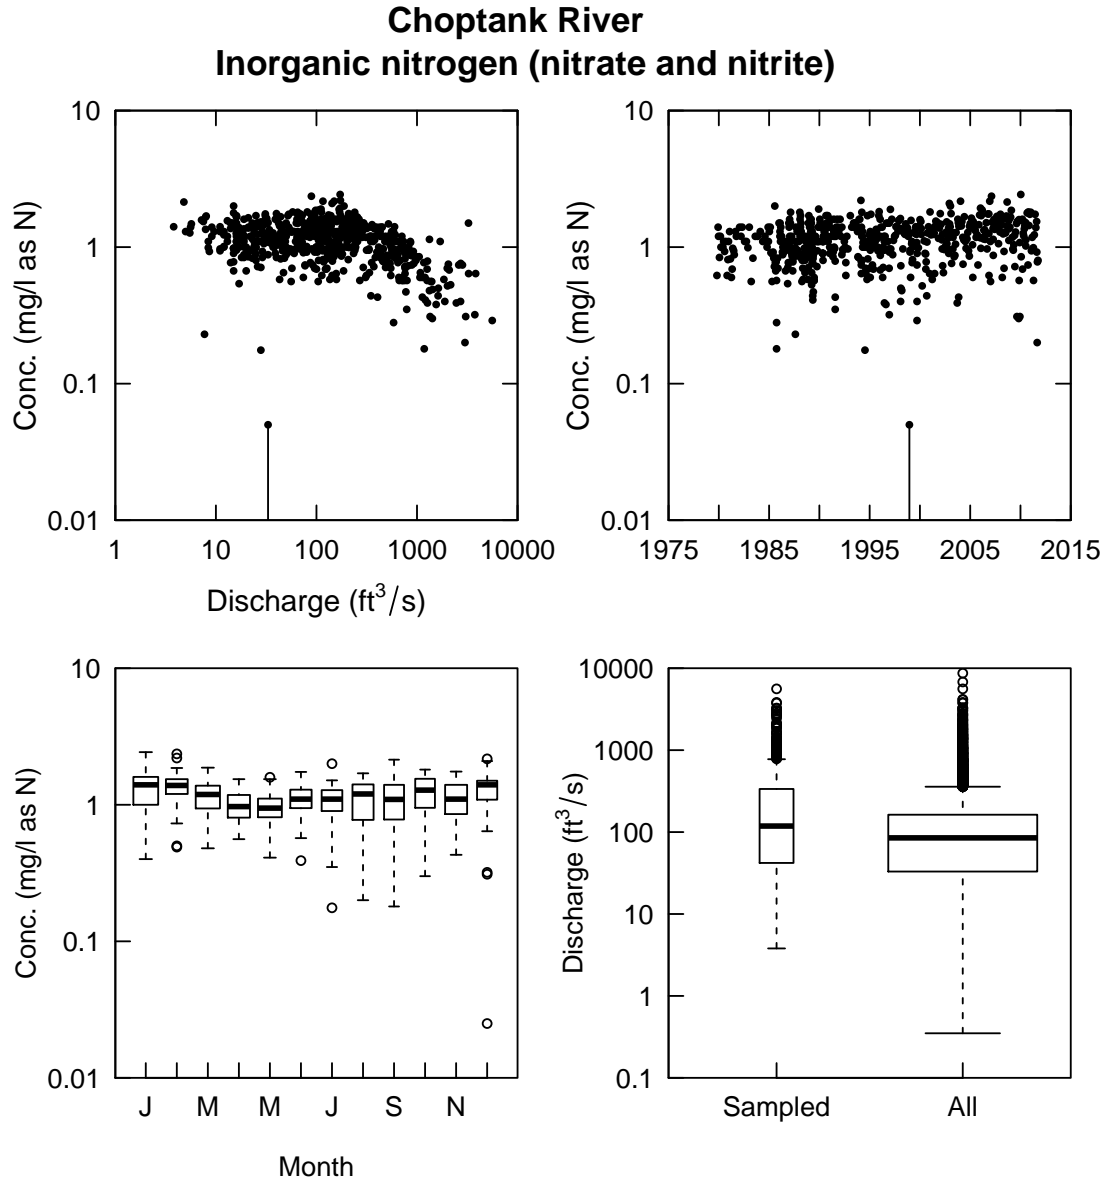 Choptank River
Inorganic nitrogen (nitrate and nitrite)
10
1
0.1
0.01
Conc. (mg/l as N)
1 10 100 1000 10000
Discharge (ft³/s)
10
1
0.1
0.01
Conc. (mg/l as N)
1975 1985 1995 2005 2015
10
1
0.1
0.01
Conc. (mg/l as N)
J M M J S N
Month
10000
1000
100
10
1
0.1
Discharge (ft³/s)
Sampled All